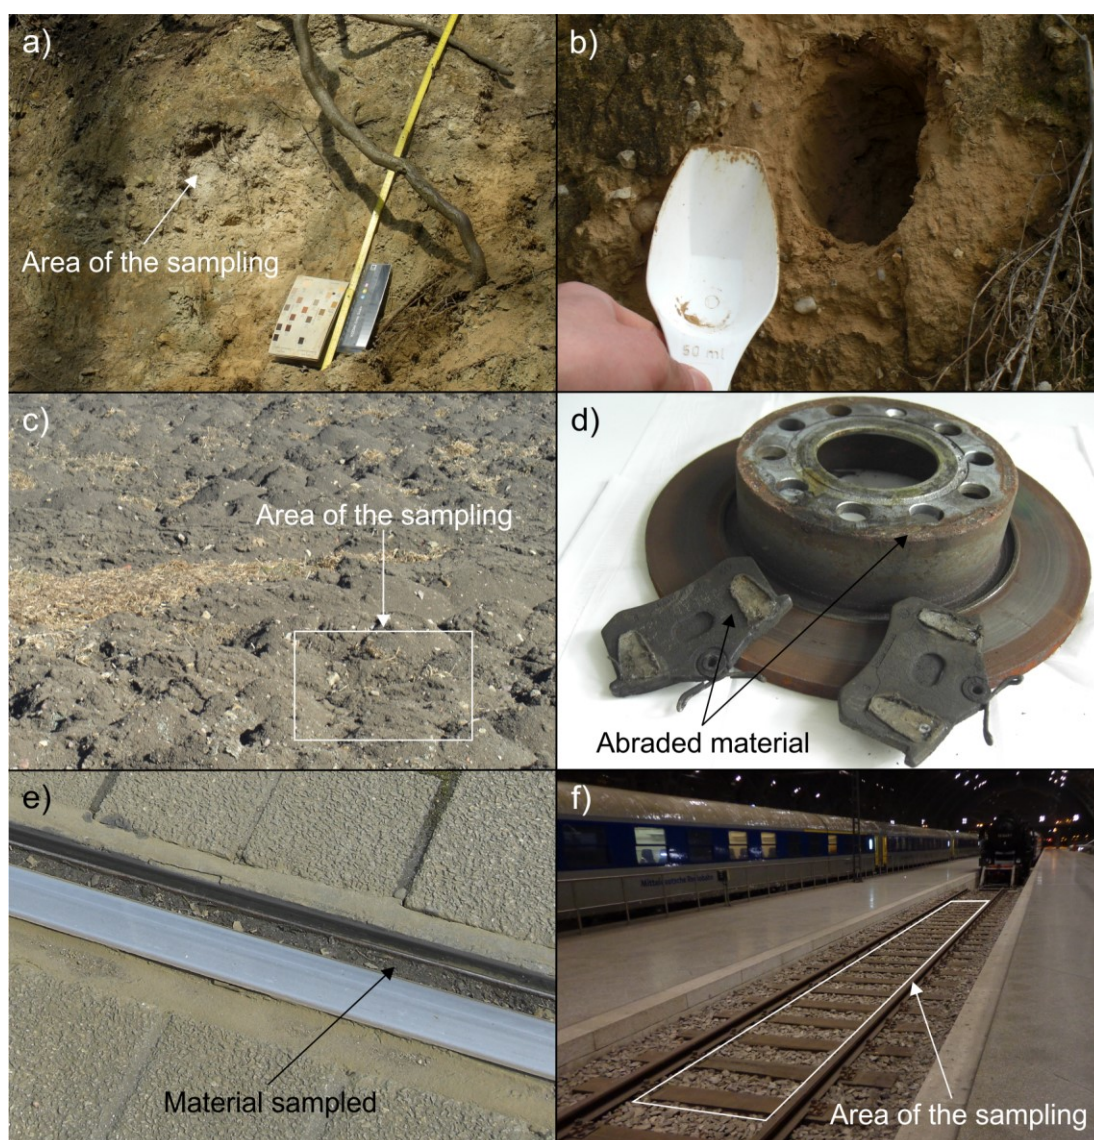 a)
Area of the sampling
b)
50 ml
c)
Area of the sampling
d)
Abraded material
e)
Material sampled
f)
Area of the sampling